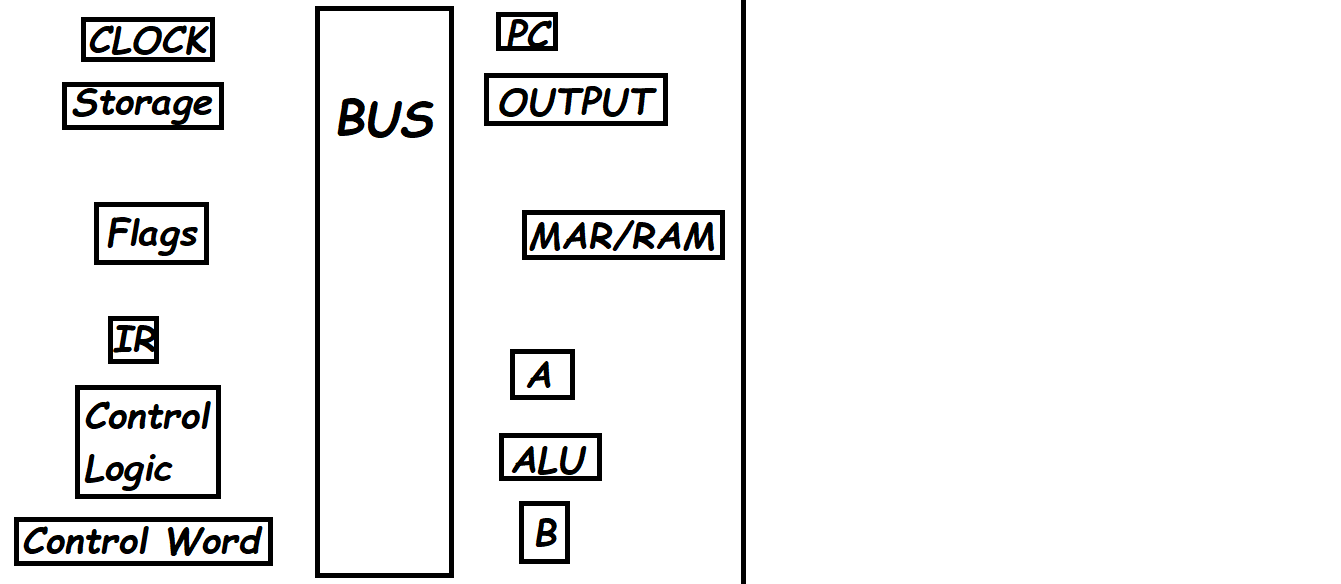 CLOCK
Storage
Flags
IR
Control
Logic
Control Word
BUS
PC
OUTPUT
MAR/RAM
A
ALU
B